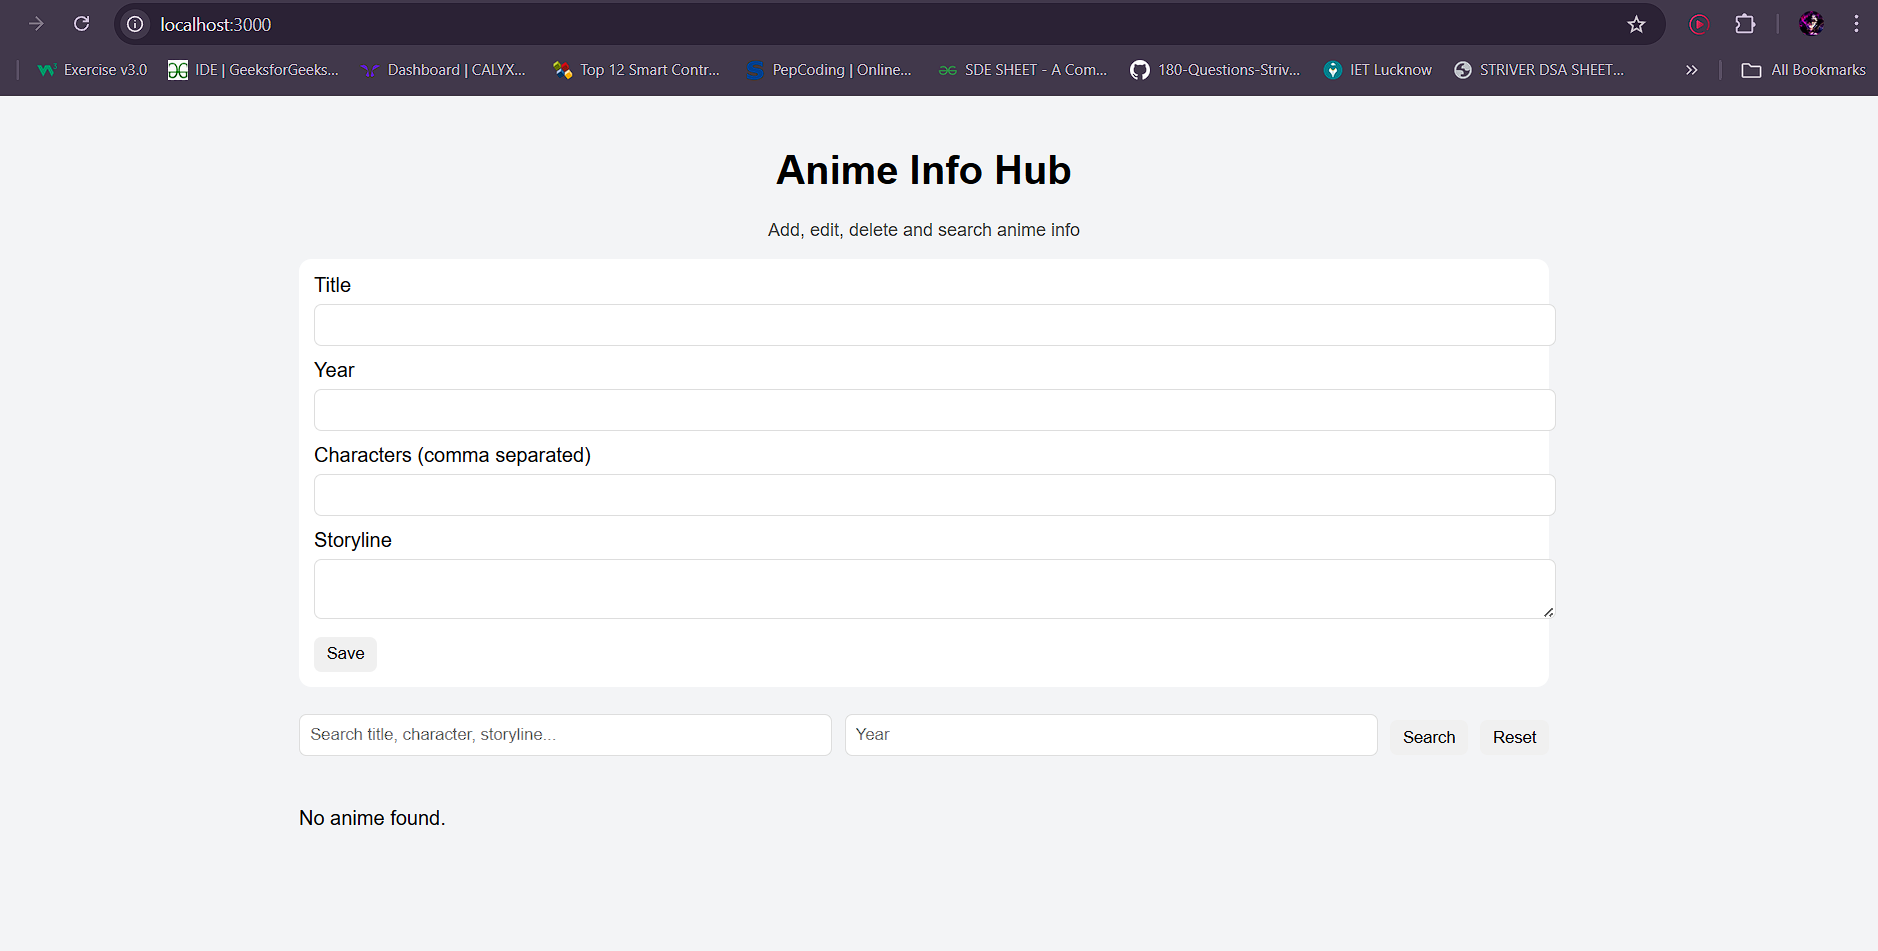 localhost:3000
Exercise v3.0 IDE | GeeksforGeeks... Dashboard | CALYX... Top 12 Smart Contr... PepCoding | Online... SDE SHEET - A Com... 180-Questions-Striv... IET Lucknow STRIVER DSA SHEET... » All Bookmarks
Anime Info Hub
Add, edit, delete and search anime info
Title
Year
Characters (comma separated)
Storyline
Save
Search title, character, storyline... Year Search Reset
No anime found.